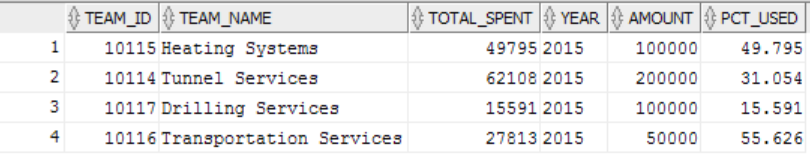 TEAM_ID TEAM_NAME TOTAL_SPENT YEAR AMOUNT PCT_USED
1 10115 Heating Systems 49795 2015 100000 49.795
2 10114 Tunnel Services 62108 2015 200000 31.054
3 10117 Drilling Services 15591 2015 100000 15.591
4 10116 Transportation Services 27813 2015 50000 55.626